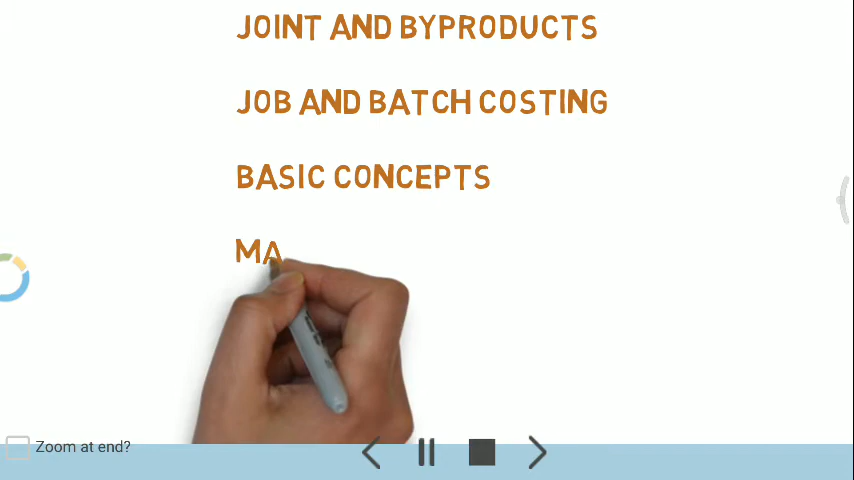 JOINT AND BYPRODUCTS
JOB AND BATCH COSTING
BASIC CONCEPTS
MA
Zoom at end?